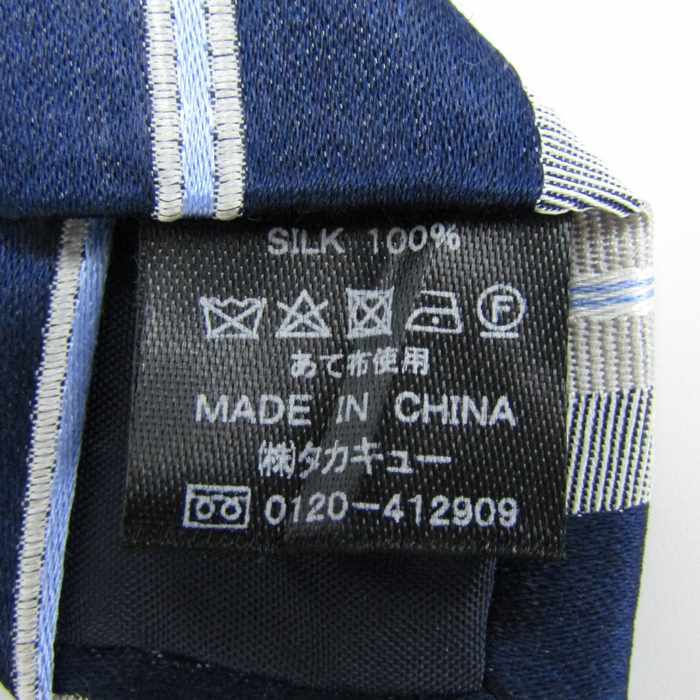 SILK 100%
F
あて布使用
MADE IN CHINA
㈱タカキュー
0120-412909